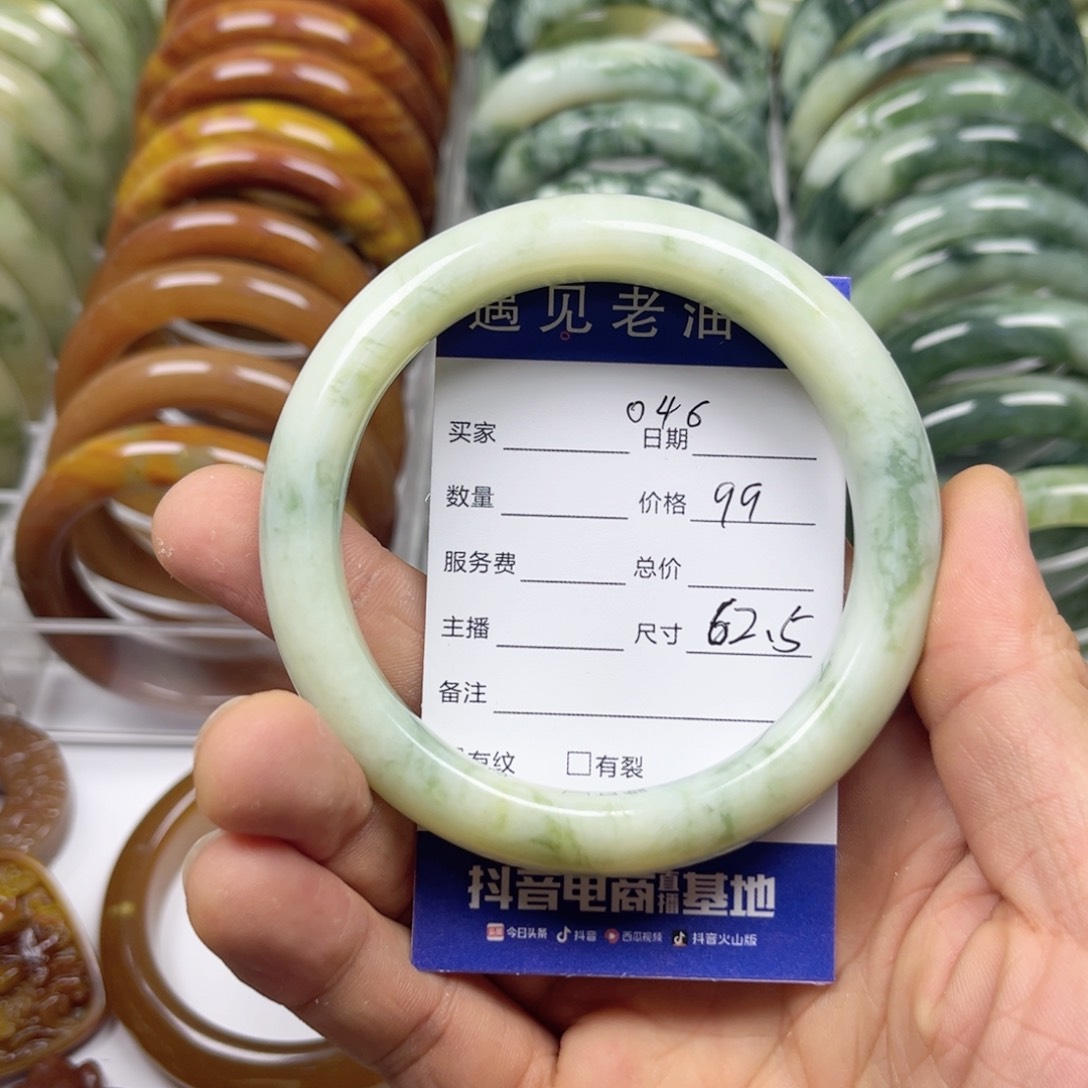 遇见老油
046
买家 日期
数量 价格 99
服务费 总价
主播 尺寸 62.5
备注
有纹 有裂
抖音电商直播基地
头条 今日头条 抖音 西瓜视频 抖音火山版